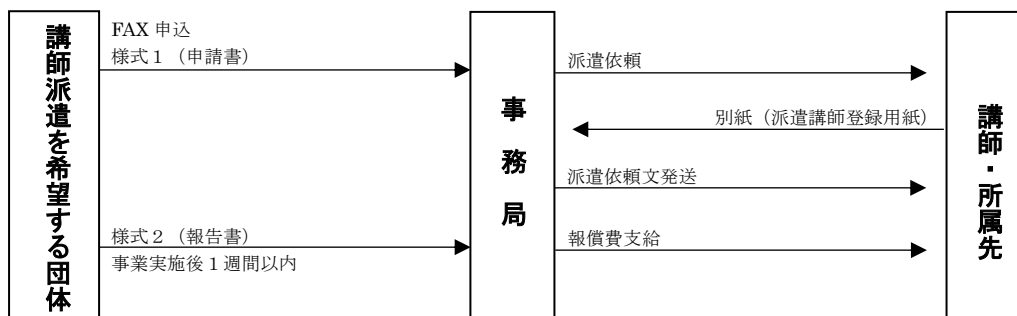 講師派遣を希望する団体
FAX 申込
様式１（申請書）
様式２（報告書）
事業実施後１週間以内
事務局
派遣依頼
別紙（派遣講師登録用紙）
派遣依頼文発送
報償費支給
講師・所属先